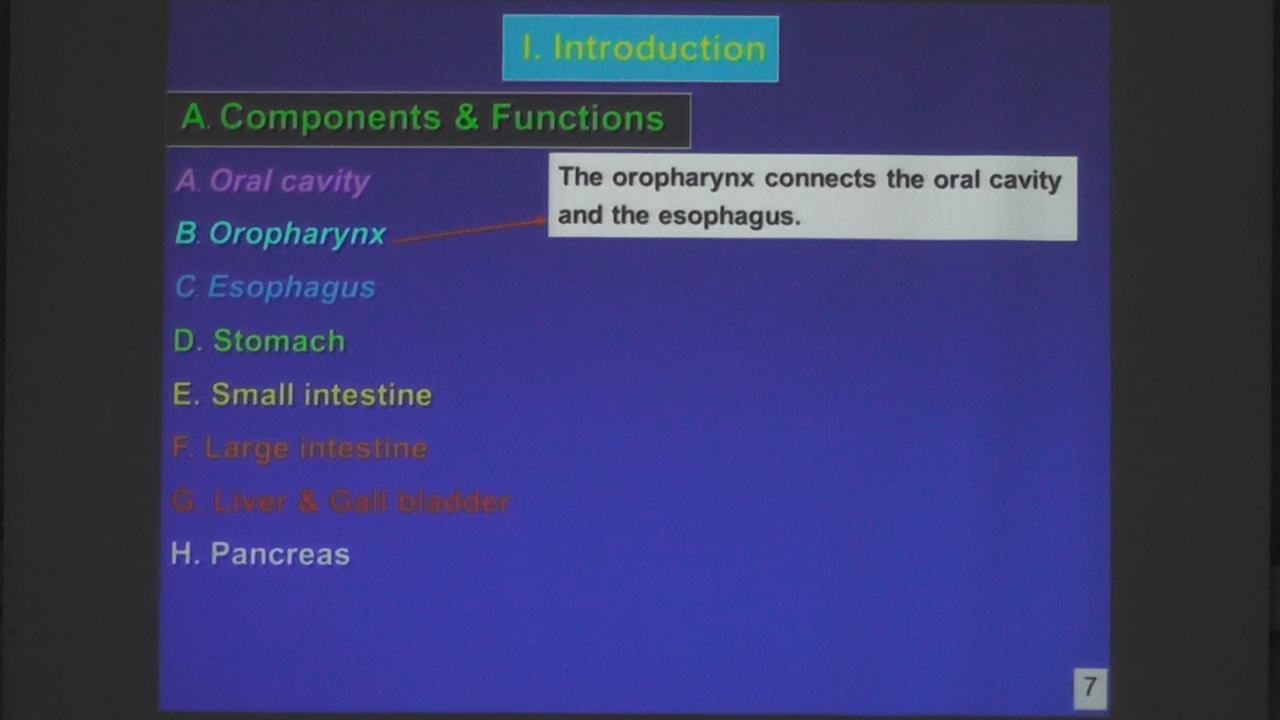 I. Introduction
A. Components & Functions
A. Oral cavity
The oropharynx connects the oral cavity
and the esophagus.
B. Oropharynx
C. Esophagus
D. Stomach
E. Small intestine
F. Large intestine
G. Liver & Gall bladder
H. Pancreas
7